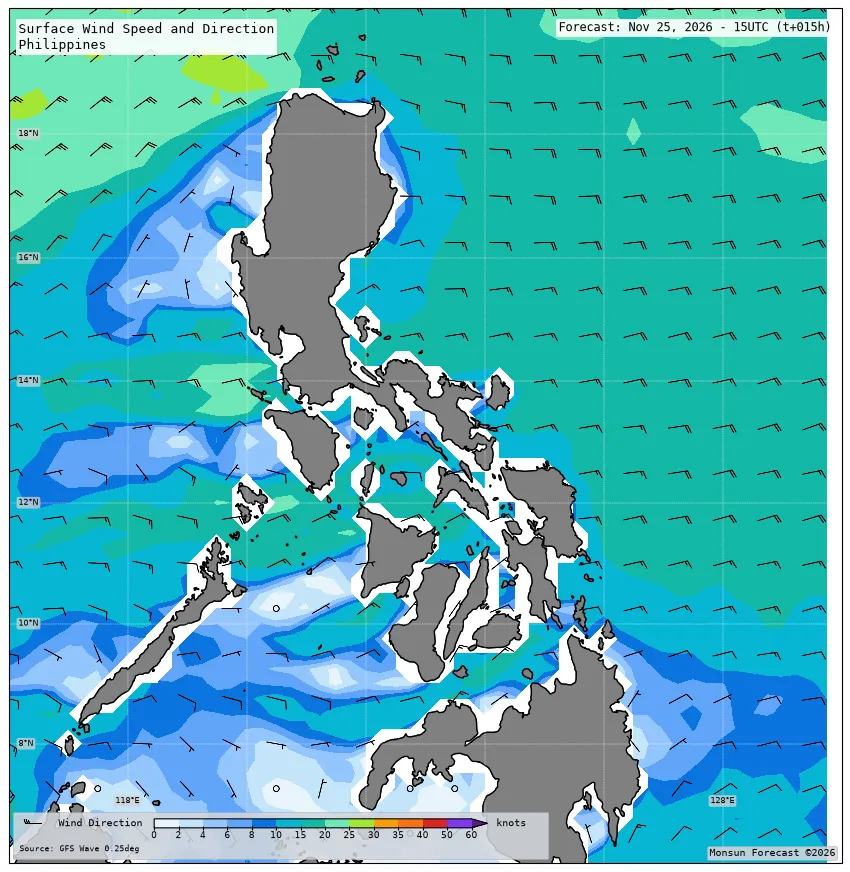 Surface Wind Speed and Direction
Philippines
Forecast: Nov 25, 2026 - 15UTC (t+015h)
18°N
16°N
14°N
12°N
10°N
8°N
118°E
128°E
Wind Direction
0 2 4 6 8 10 15 20 25 30 35 40 50 60
knots
Source: GFS Wave 0.25deg
Monsun Forecast ©2026